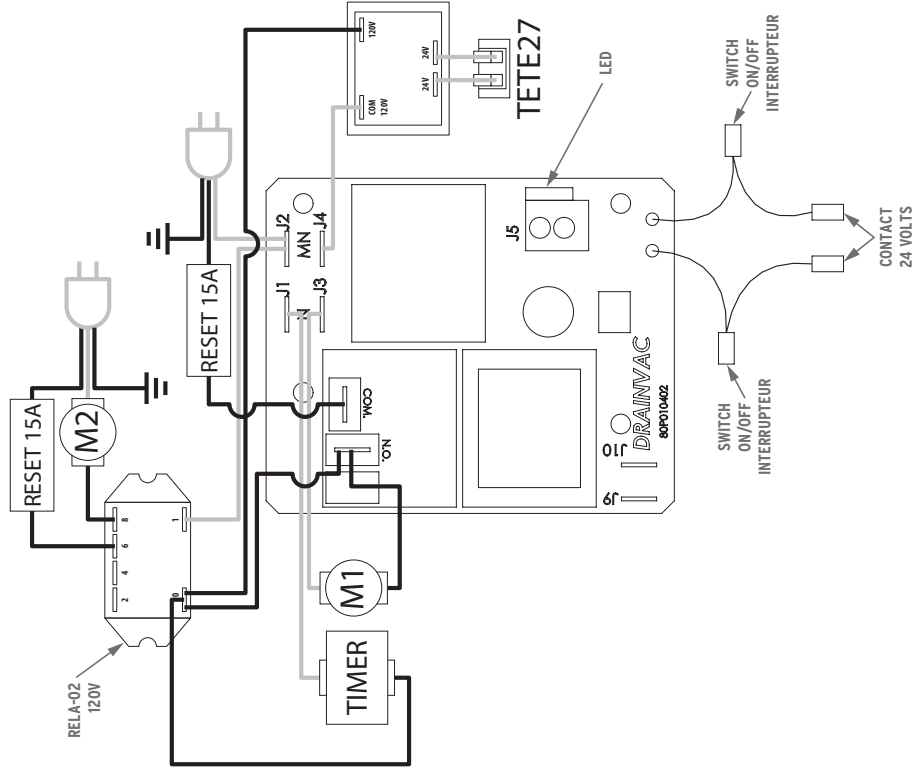 120V
COM
120V
24V
24V
TETE27
LED
SWITCH
ON/OFF
INTERRUPTEUR
J2
J4
MN
J1
J3
N
J5
RESET 15A
RESET 15A
M2
8
6
4
2
1
0
RELA-02
120V
COM.
N.O.
J10
J9
DRAINVAC
80P010402
M1
TIMER
CONTACT
24 VOLTS
SWITCH
ON/OFF
INTERRUPTEUR